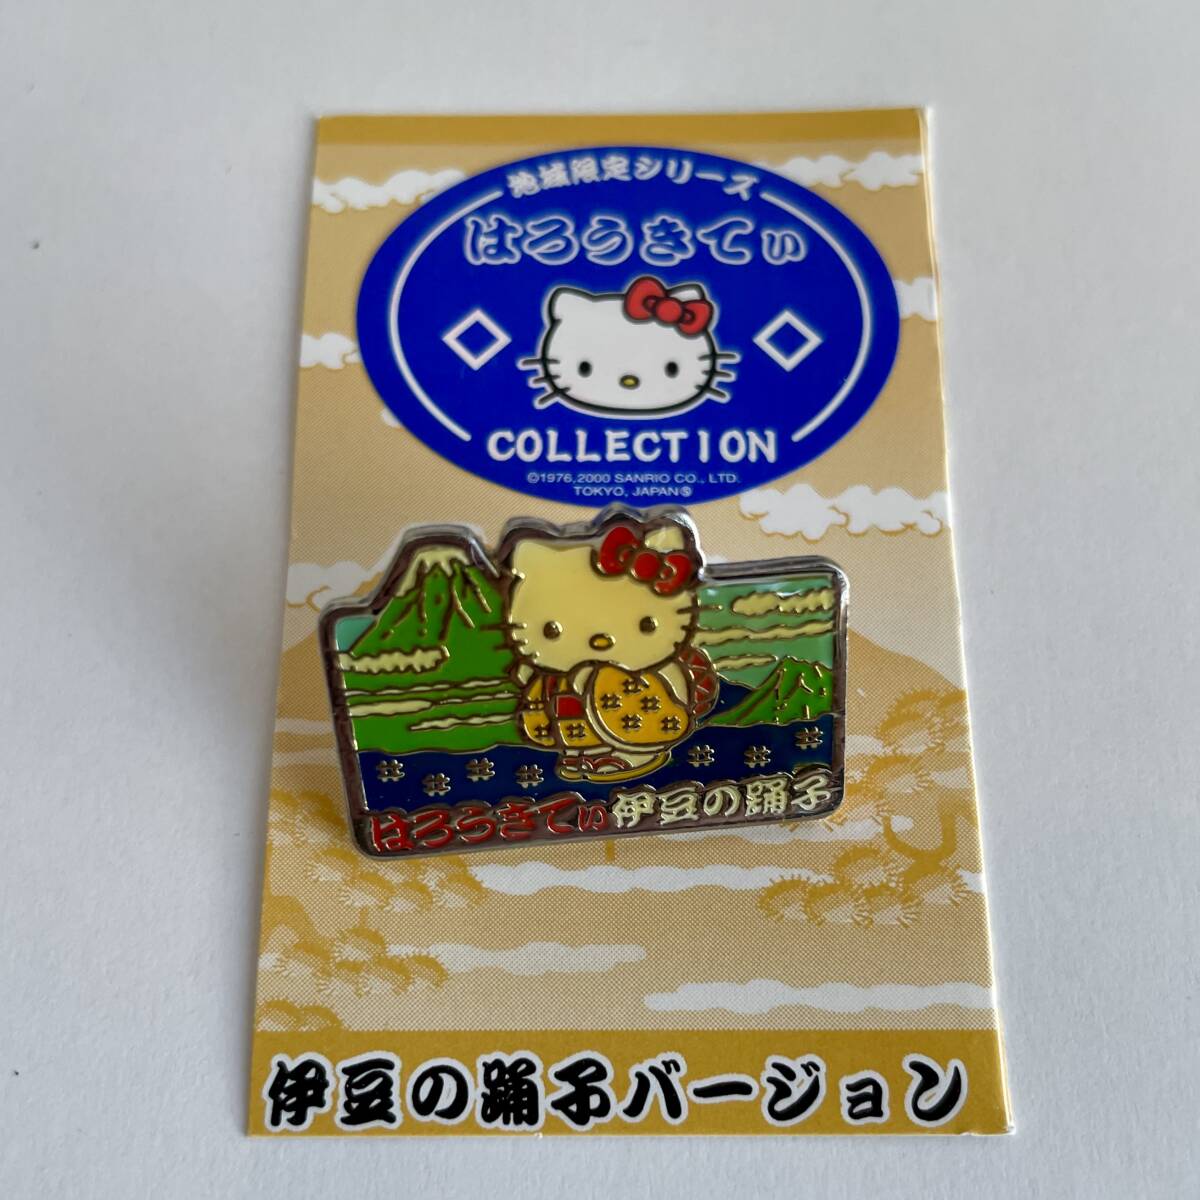 地域限定シリーズ
はろうきてぃ
COLLECTION
©1976,2000 SANRIO CO., LTD.
TOKYO, JAPAN Ⓢ
はろうきてぃ伊豆の踊子
伊豆の踊子バージョン